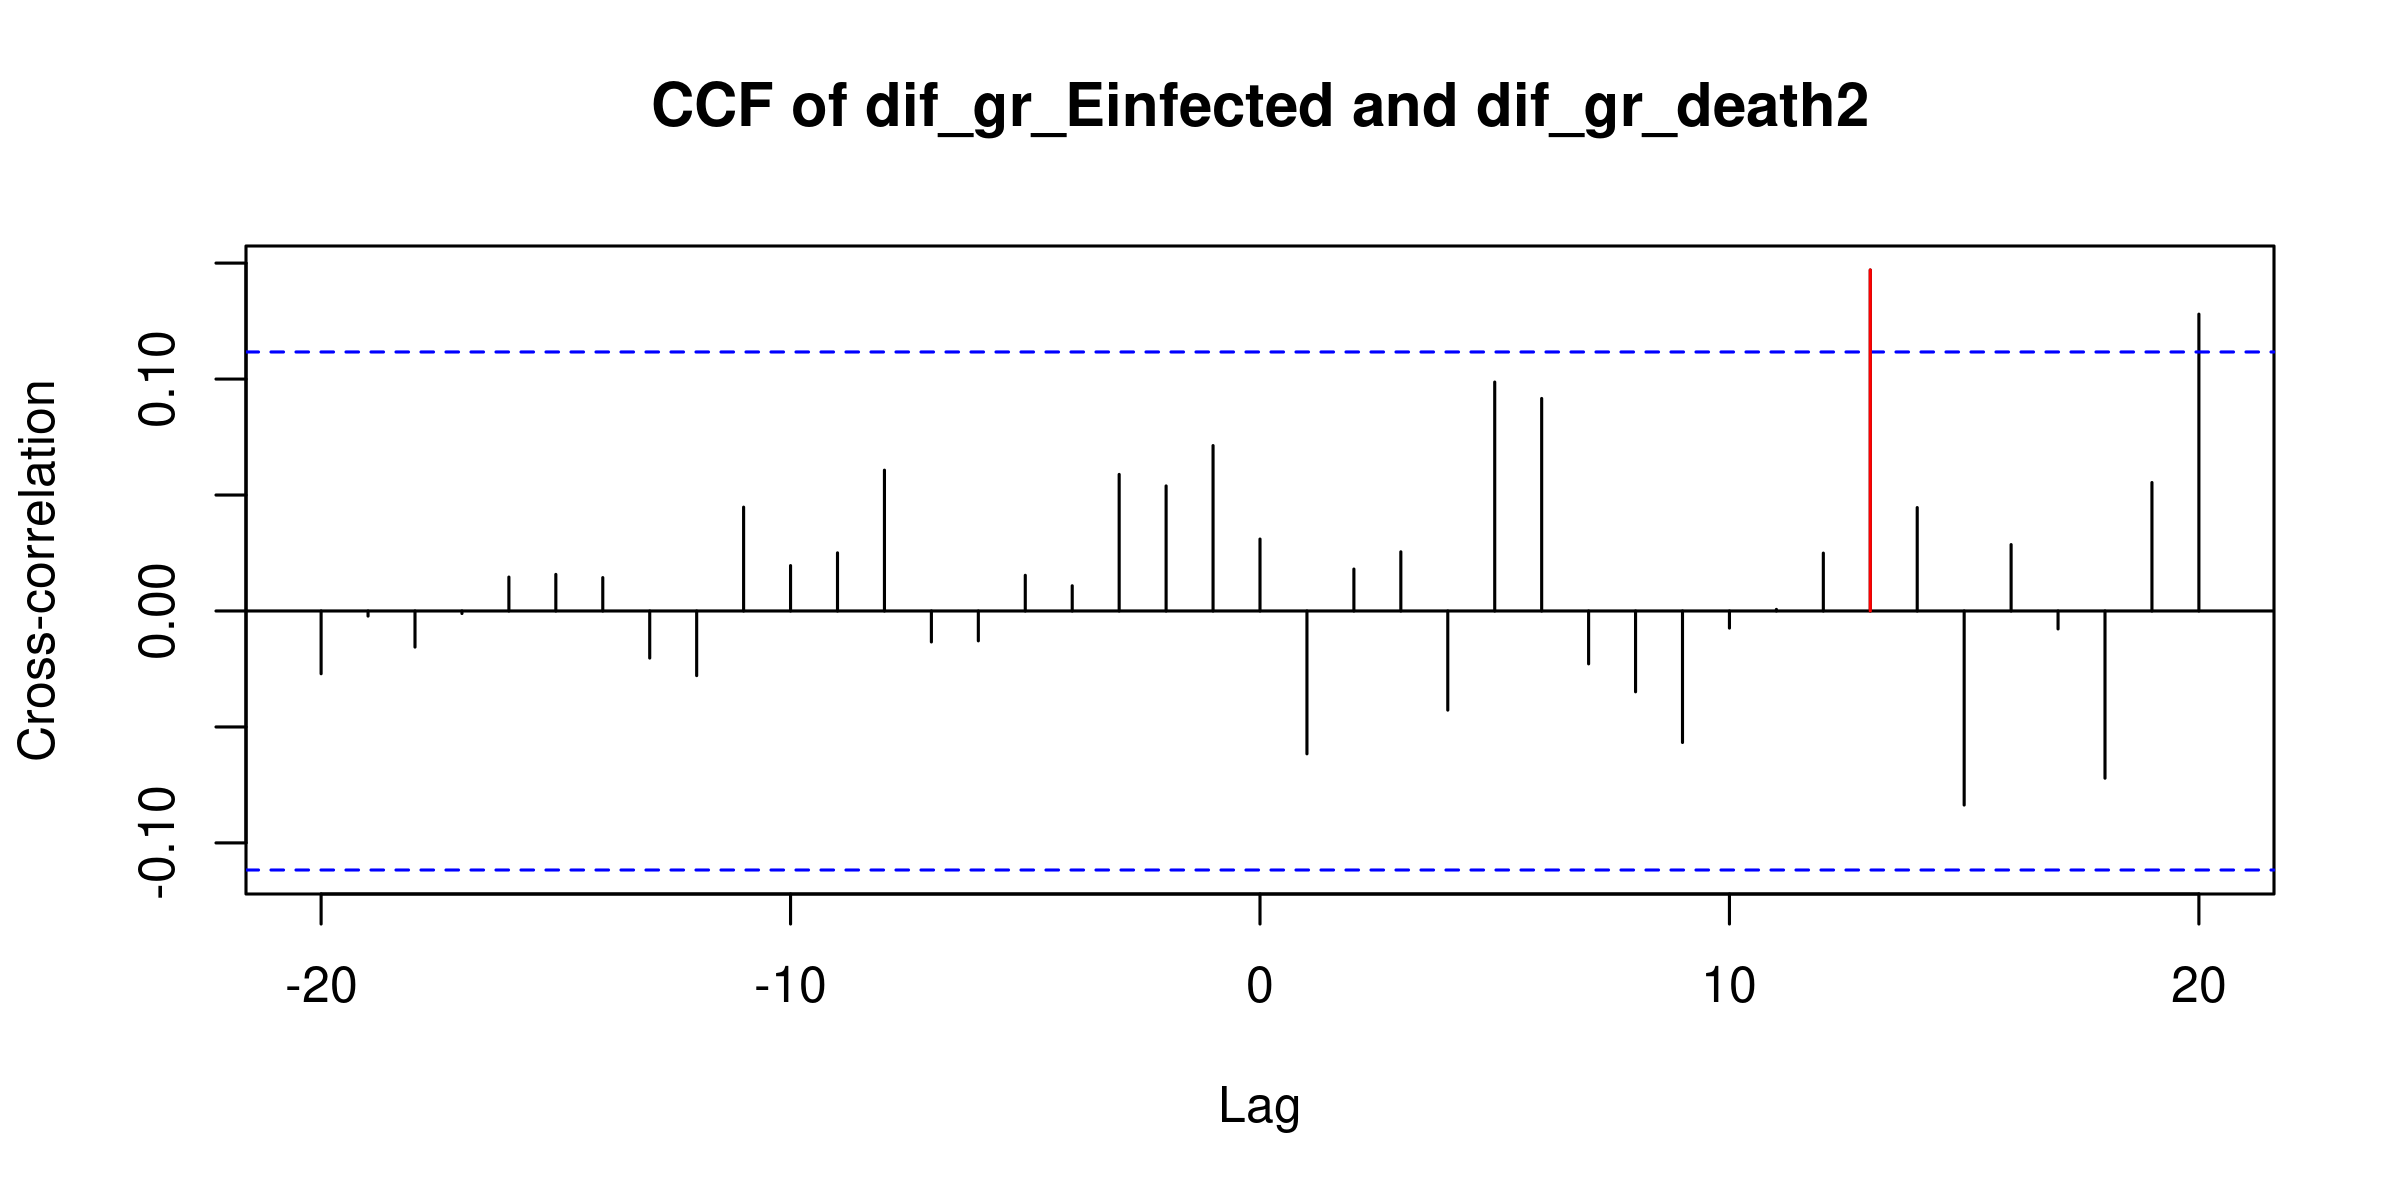 CCF of dif_gr_Einfected and dif_gr_death2
Cross-correlation
0.10
0.00
-0.10
-20 -10 0 10 20
Lag